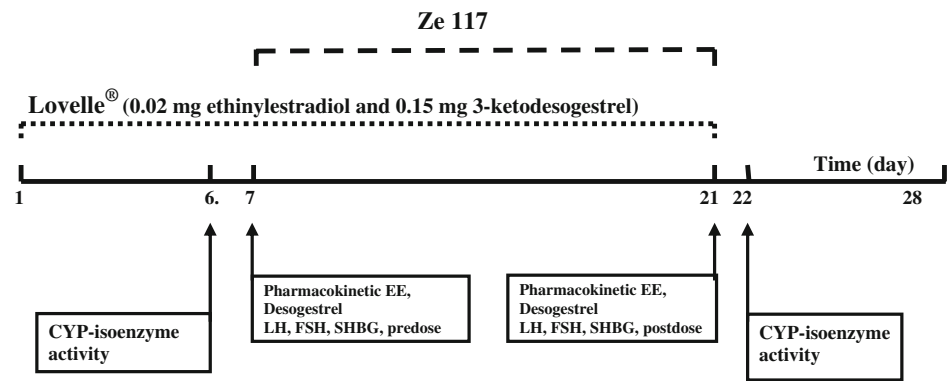 Ze 117
Lovelle® (0.02 mg ethinylestradiol and 0.15 mg 3-ketodesogestrel)
Time (day)
1 6. 7 21 22 28
Pharmacokinetic EE,
Desogestrel
LH, FSH, SHBG, predose
Pharmacokinetic EE,
Desogestrel
LH, FSH, SHBG, postdose
CYP-isoenzyme
activity
CYP-isoenzyme
activity